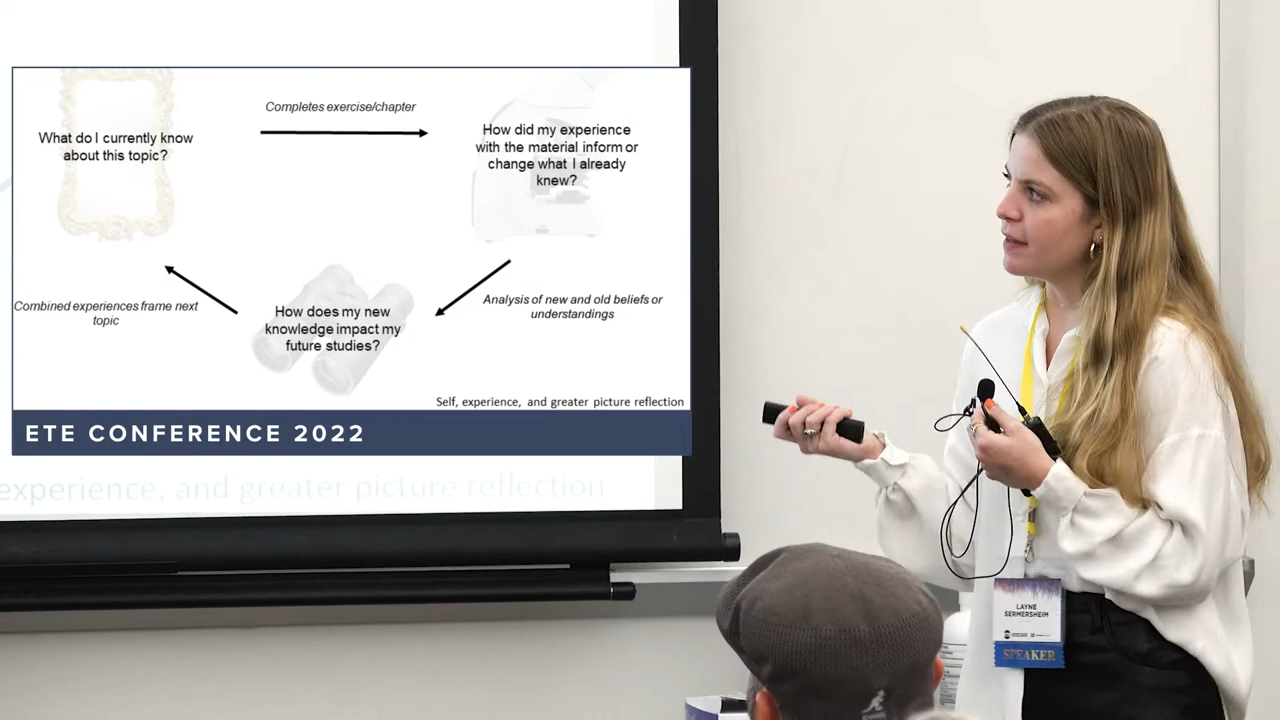 Completes exercise/chapter
What do I currently know
about this topic?
How did my experience
with the material inform or
change what I already
knew?
Combined experiences frame next
topic
How does my new
knowledge impact my
future studies?
Analysis of new and old beliefs or
understandings
Self, experience, and greater picture reflection
ETE CONFERENCE 2022
experience, and greater picture reflection
LAYNE
SERMERSHEIM
SPEAKER